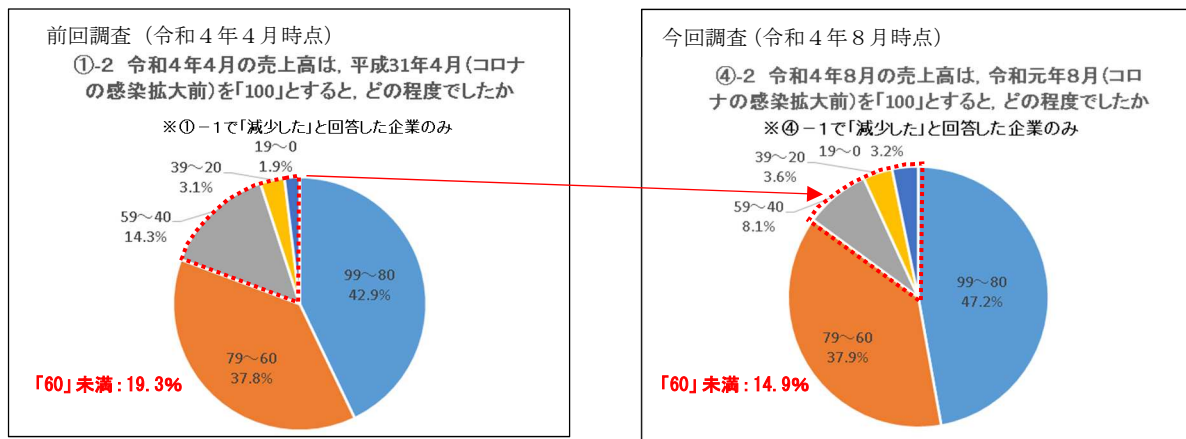 前回調査（令和４年４月時点）
①-2 令和4年4月の売上高は，平成31年4月（コロナ
の感染拡大前）を「100」とすると，どの程度でしたか
※①－1で「減少した」と回答した企業のみ
19～0
1.9%
39～20
3.1%
59～40
14.3%
99～80
42.9%
79～60
37.8%
「60」未満：19.3%
今回調査（令和４年８月時点）
④-2 令和4年8月の売上高は，令和元年8月（コロ
ナの感染拡大前）を「100」とすると，どの程度でしたか
※④－1で「減少した」と回答した企業のみ
19～0 3.2%
39～20
3.6%
59～40
8.1%
99～80
47.2%
79～60
37.9%
「60」未満：14.9%